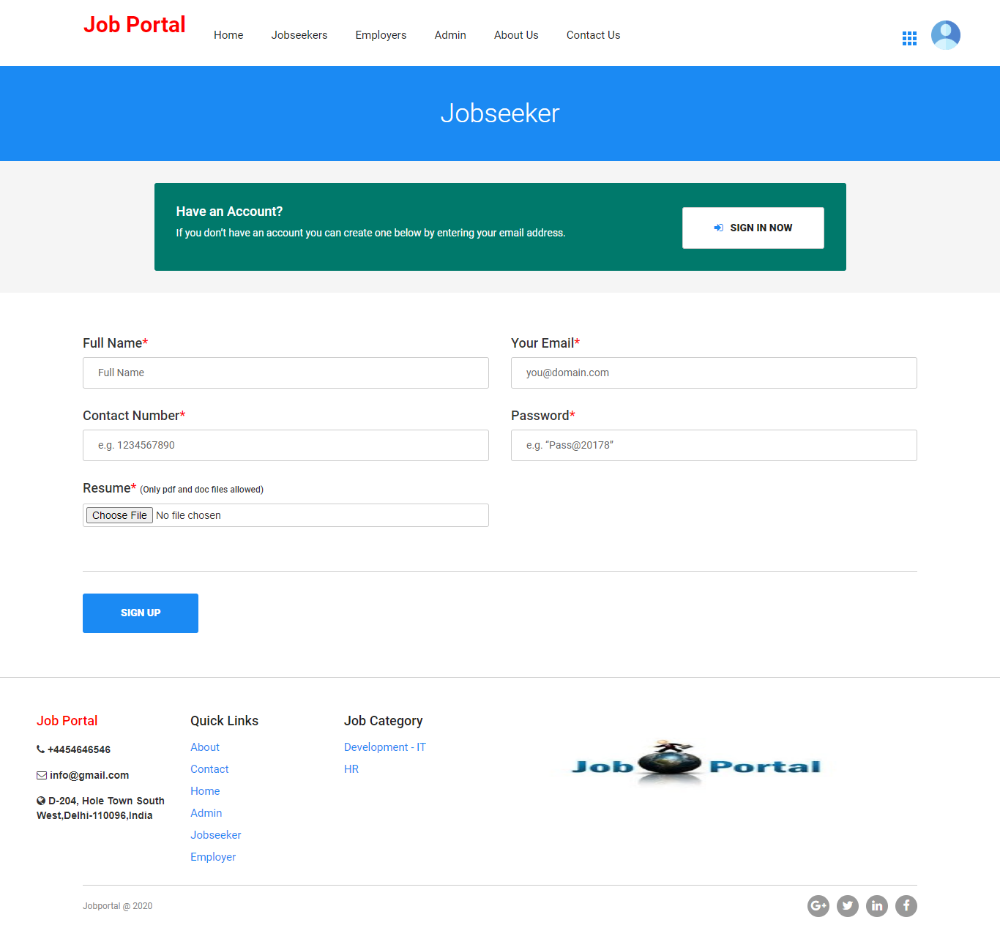 Job Portal
Home Jobseekers Employers Admin About Us Contact Us
Jobseeker
Have an Account?
If you don't have an account you can create one below by entering your email address.
SIGN IN NOW
Full Name*
Full Name
Your Email*
you@domain.com
Contact Number*
e.g. 1234567890
Password*
e.g. “Pass@20178”
Resume* (Only pdf and doc files allowed)
Choose File No file chosen
SIGN UP
Job Portal
+4454646546
info@gmail.com
D-204, Hole Town South
West,Delhi-110096,India
Quick Links
About
Contact
Home
Admin
Jobseeker
Employer
Job Category
Development - IT
HR
Job Portal
Jobportal @ 2020
G+ in f